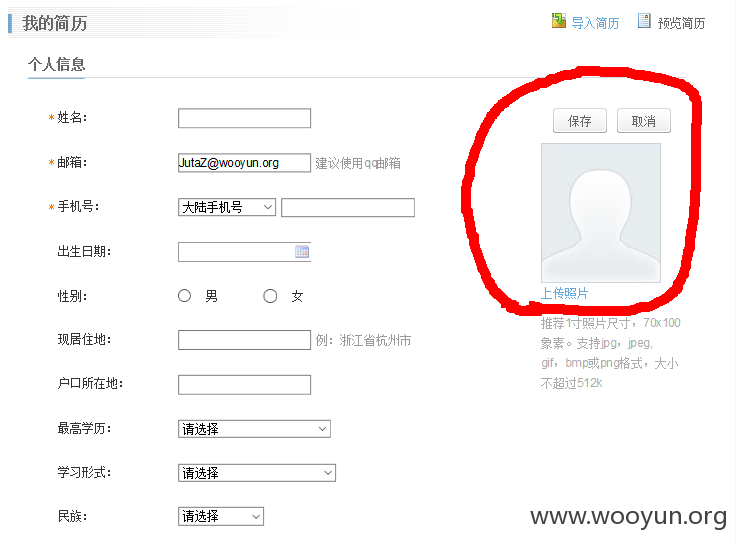 我的简历
导入简历 预览简历
个人信息
*姓名:
保存 取消
*邮箱: JutaZ@wooyun.org 建议使用qq邮箱
*手机号: 大陆手机号
出生日期:
性别: 男 女
上传照片
推荐1寸照片尺寸，70x100
象素。支持jpg，jpeg,
gif，bmp或png格式，大小
不超过512k
现居住地: 例：浙江省杭州市
户口所在地:
最高学历: 请选择
学习形式: 请选择
民族: 请选择
www.wooyun.org